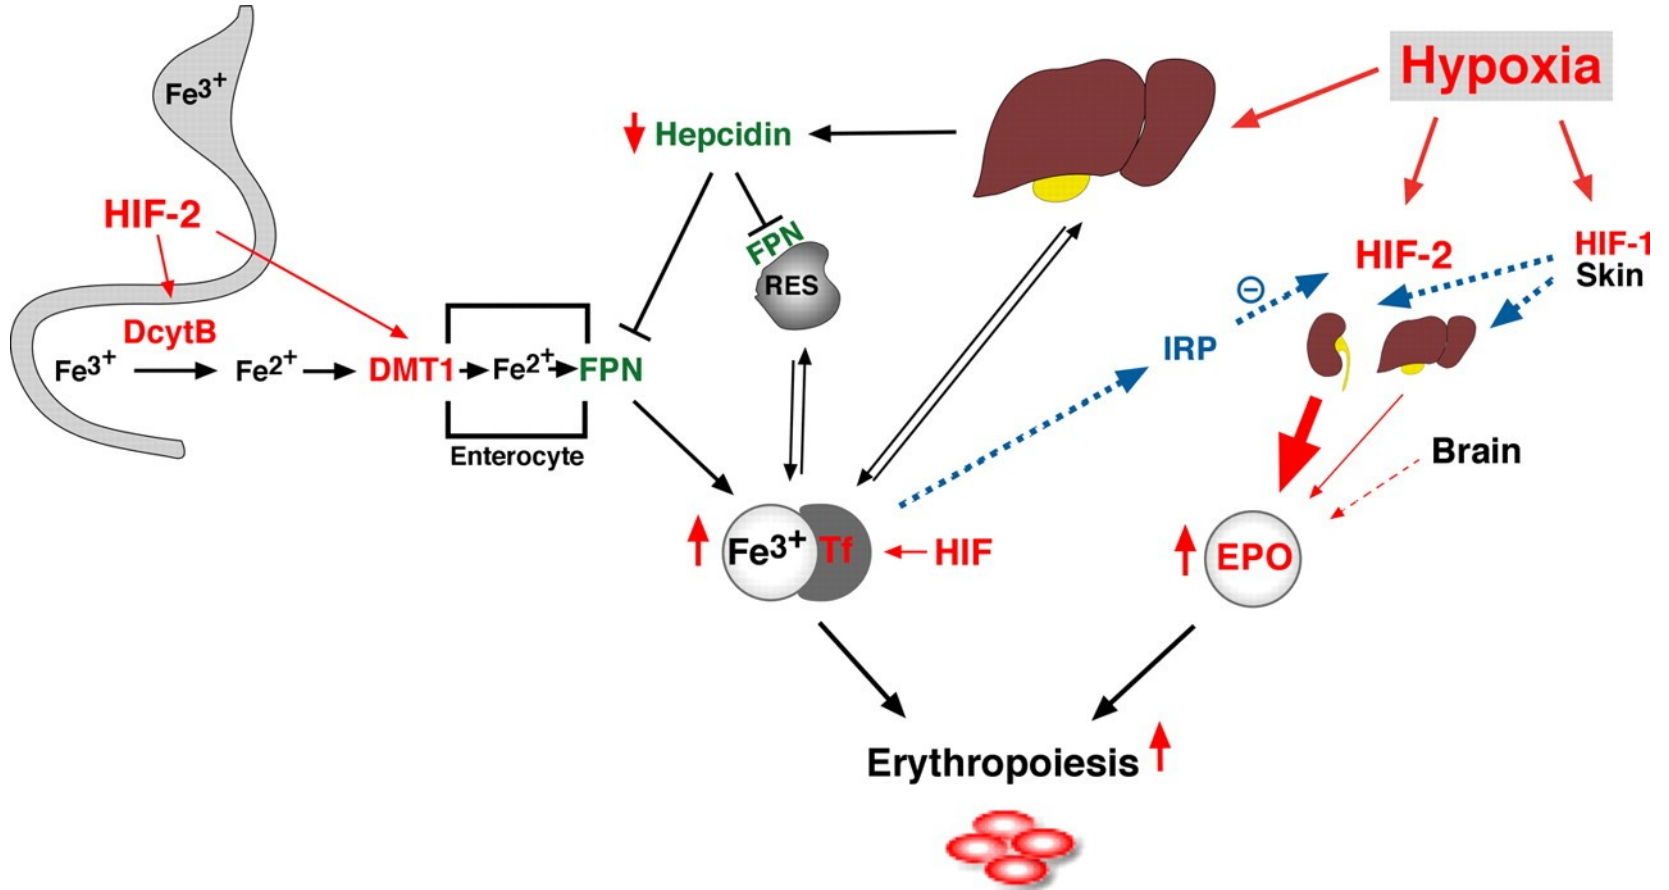 Hypoxia
Fe3+
Hepcidin
HIF-2
FPN
RES
HIF-2
HIF-1
Skin
⊖
DcytB
Fe3+
Fe2+
DMT1
Fe2+
FPN
IRP
Enterocyte
Brain
Fe3+
Tf
HIF
EPO
Erythropoiesis